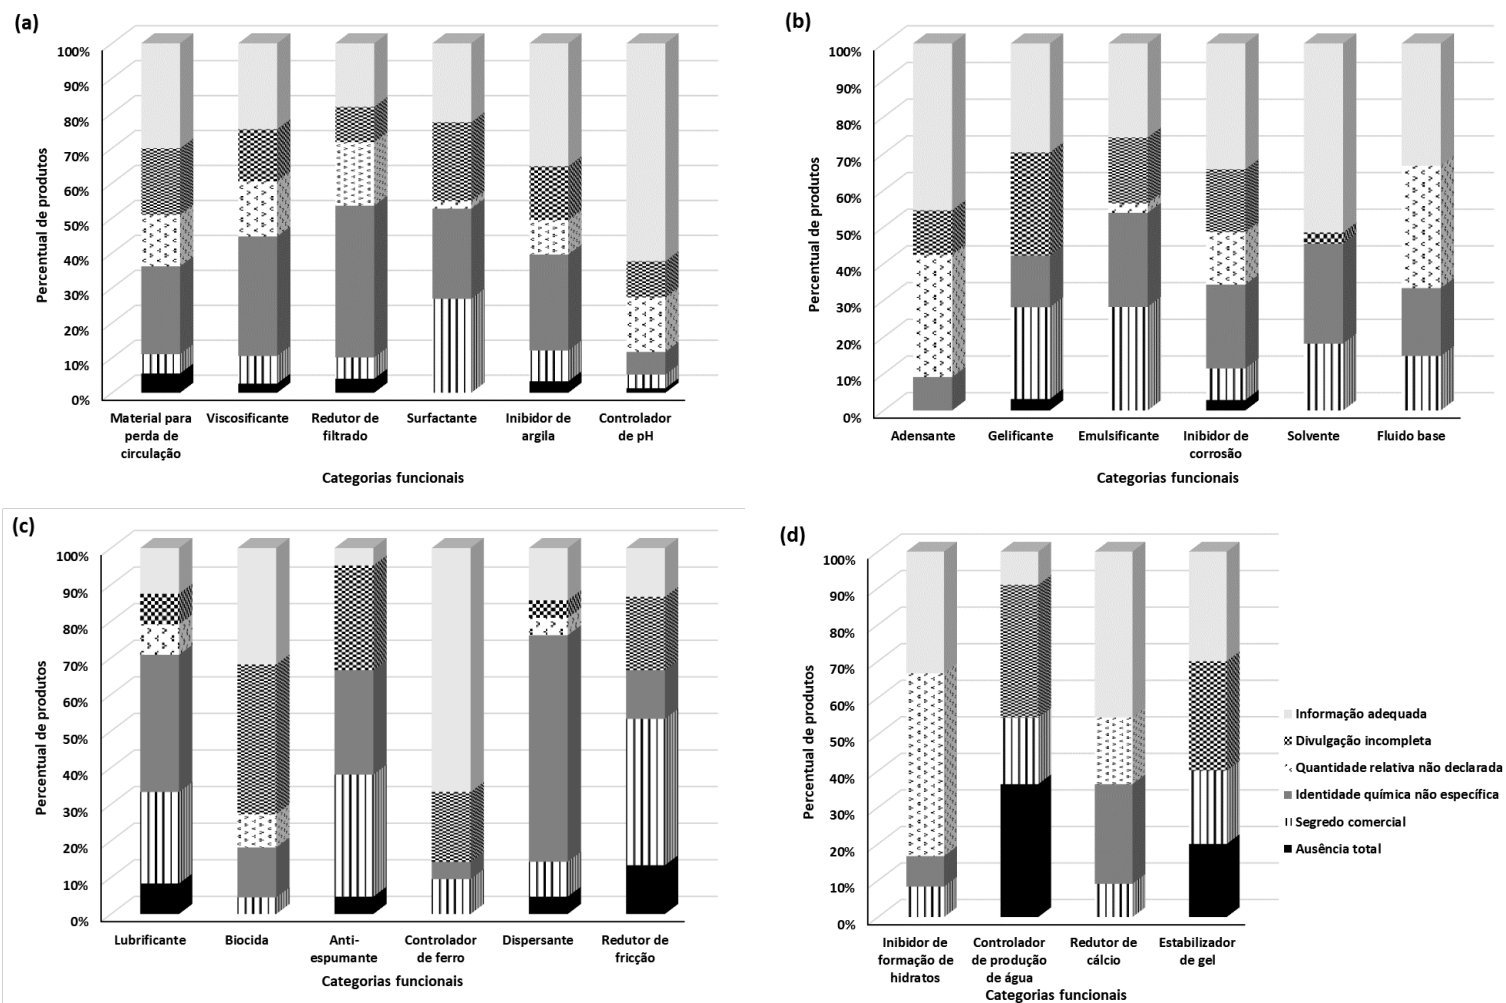 (a)
Percentual de produtos
100%
90%
80%
70%
60%
50%
40%
30%
20%
10%
0%
Material para
perda de
circulação
Viscosificante
Redutor de
filtrado
Surfactante
Inibidor de
argila
Controlador
de pH
Categorias funcionais
(b)
Percentual de produtos
100%
90%
80%
70%
60%
50%
40%
30%
20%
10%
0%
Adensante
Gelificante
Emulsificante
Inibidor de
corrosão
Solvente
Fluido base
Categorias funcionais
(c)
Percentual de produtos
100%
90%
80%
70%
60%
50%
40%
30%
20%
10%
0%
Lubrificante
Biocida
Anti-
espumante
Controlador
de ferro
Dispersante
Redutor de
fricção
Categorias funcionais
(d)
Percentual de produtos
100%
90%
80%
70%
60%
50%
40%
30%
20%
10%
0%
Inibidor de
formação de
hidratos
Controlador
de produção
de água
Redutor de
cálcio
Estabilizador
de gel
Categorias funcionais
Informação adequada
Divulgação incompleta
Quantidade relativa não declarada
Identidade química não específica
Segredo comercial
Ausência total